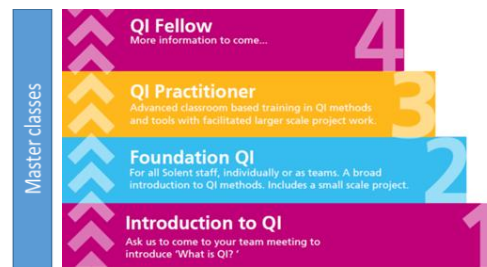 Master classes
QI Fellow
More information to come...
4
QI Practitioner
Advanced classroom based training in QI methods
and tools with facilitated larger scale project work.
3
Foundation QI
For all Solent staff, individually or as teams. A broad
introduction to QI methods. Includes a small scale project.
2
Introduction to QI
Ask us to come to your team meeting to
introduce ‘What is QI? ’
1